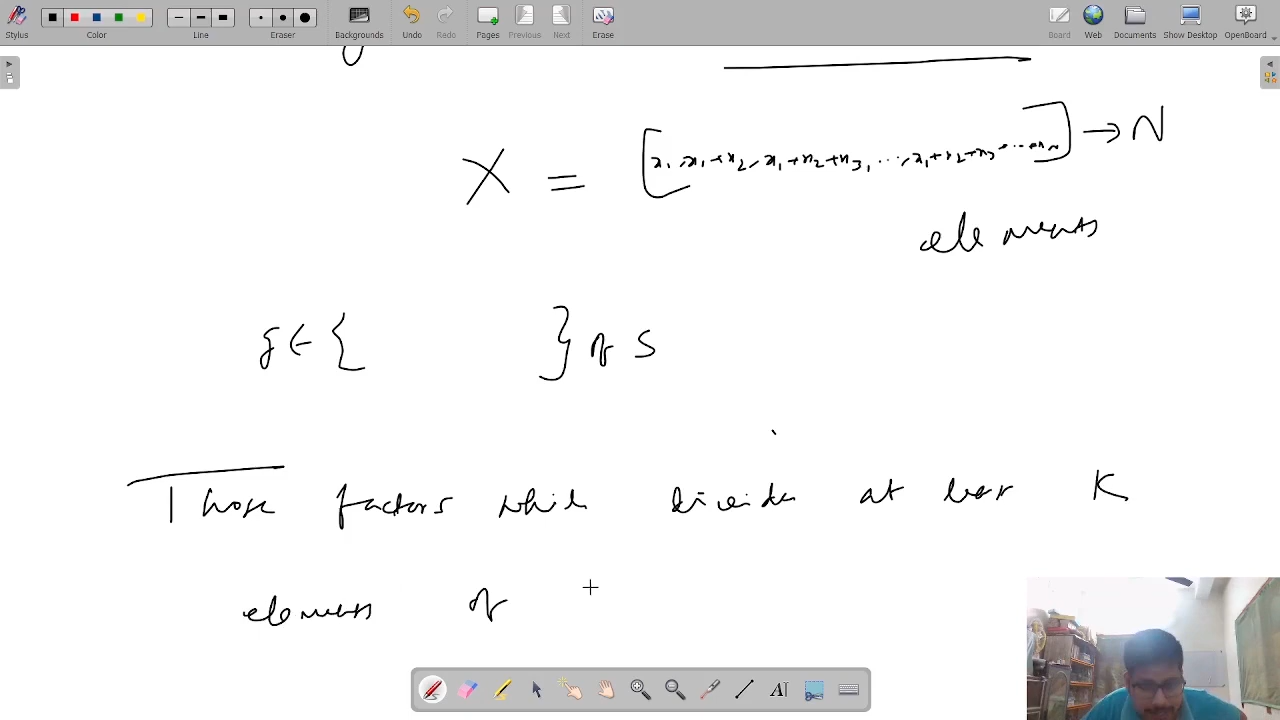 Stylus Color Line Eraser Backgrounds Undo Redo Pages Previous Next Erase Board Web Documents Show Desktop OpenBoard
X = [x₁, x₁+x₂, x₁+x₂+x₃, ..., x₁+x₂+x₃+...+xₙ] → N
elements
g ∈ { } of S
Those factors which divide at least K
elements of